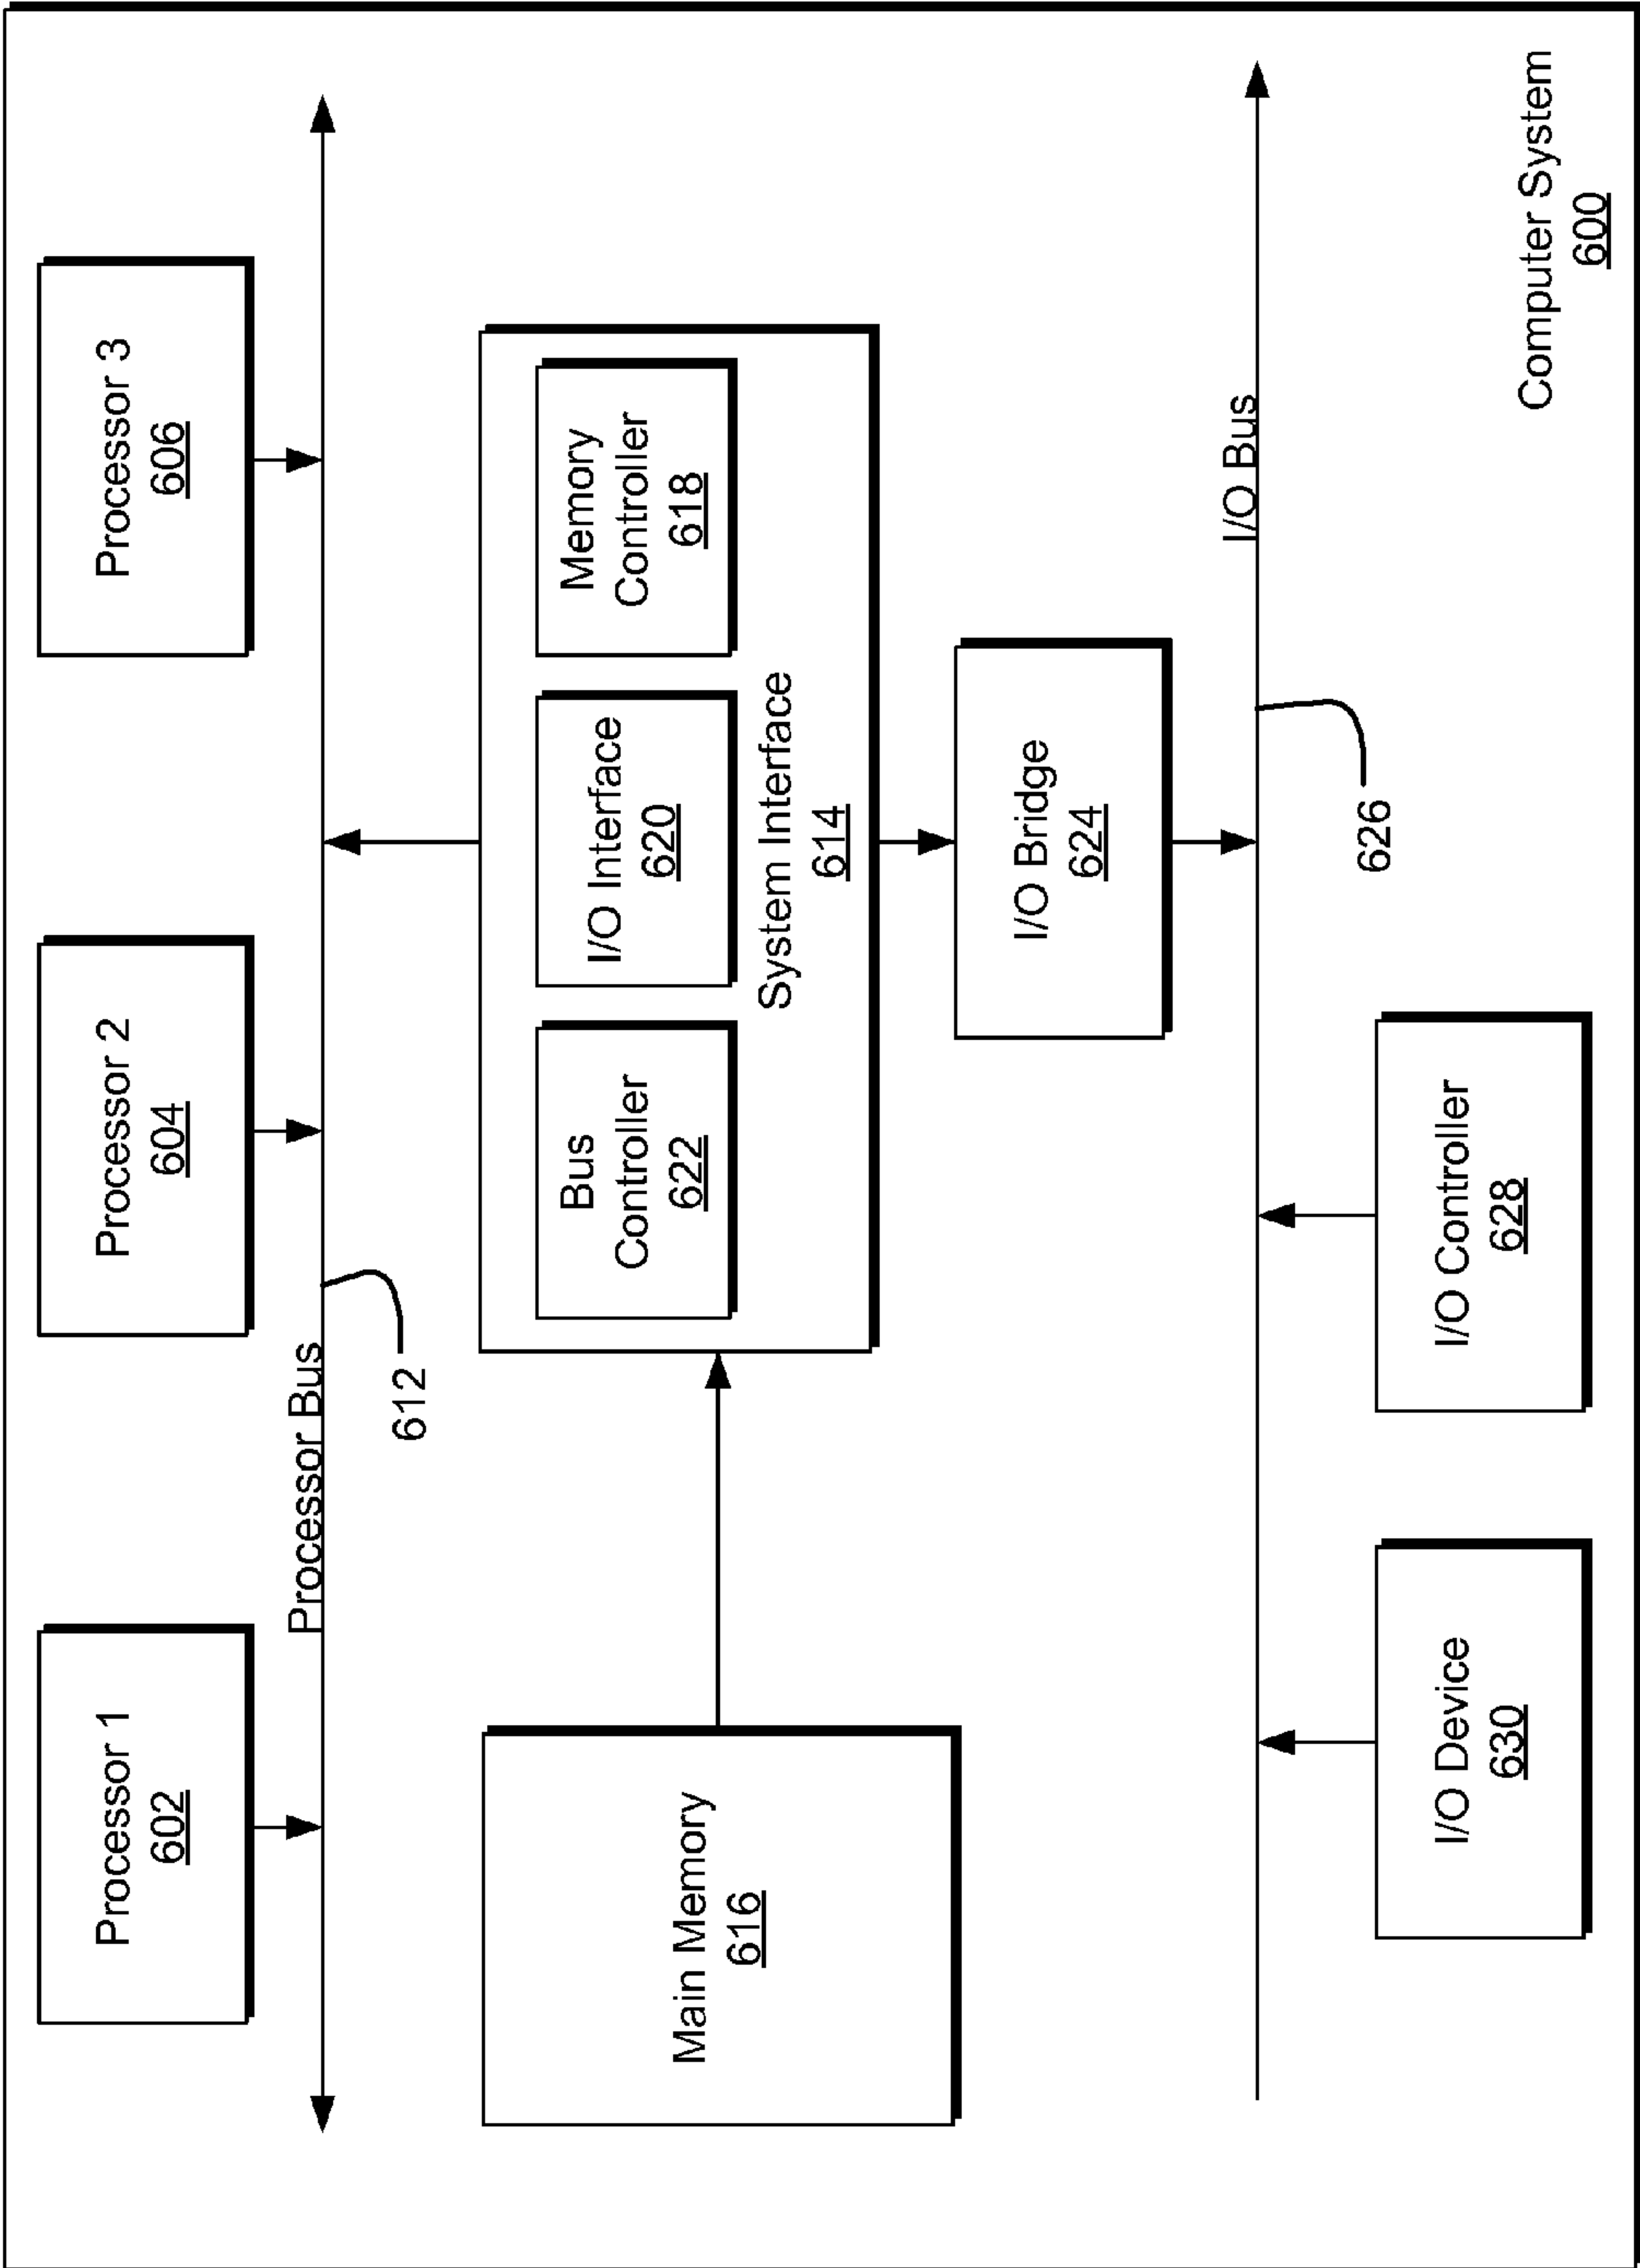 Processor 1
602
Processor 2
604
Processor 3
606
Processor Bus
612
Main Memory
616
Bus
Controller
622
I/O Interface
620
Memory
Controller
618
System Interface
614
I/O Bridge
624
I/O Bus
626
I/O Device
630
I/O Controller
628
Computer System
600